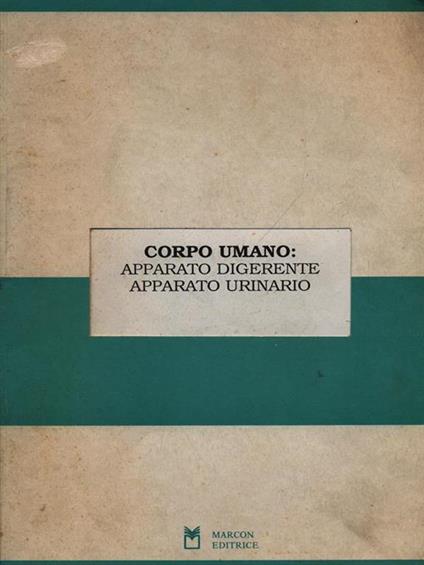 CORPO UMANO:
APPARATO DIGERENTE
APPARATO URINARIO
MARCON
EDITRICE